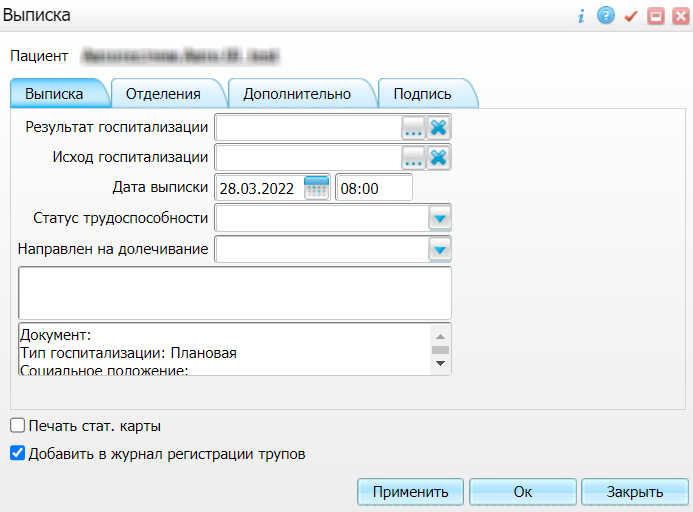 Выписка
Пациент
Выписка Отделения Дополнительно Подпись
Результат госпитализации ...
Исход госпитализации ...
Дата выписки 28.03.2022 08:00
Статус трудоспособности
Направлен на долечивание
Документ:
Тип госпитализации: Плановая
Социальное положение:
Печать стат. карты
Добавить в журнал регистрации трупов
Применить Ок Закрыть